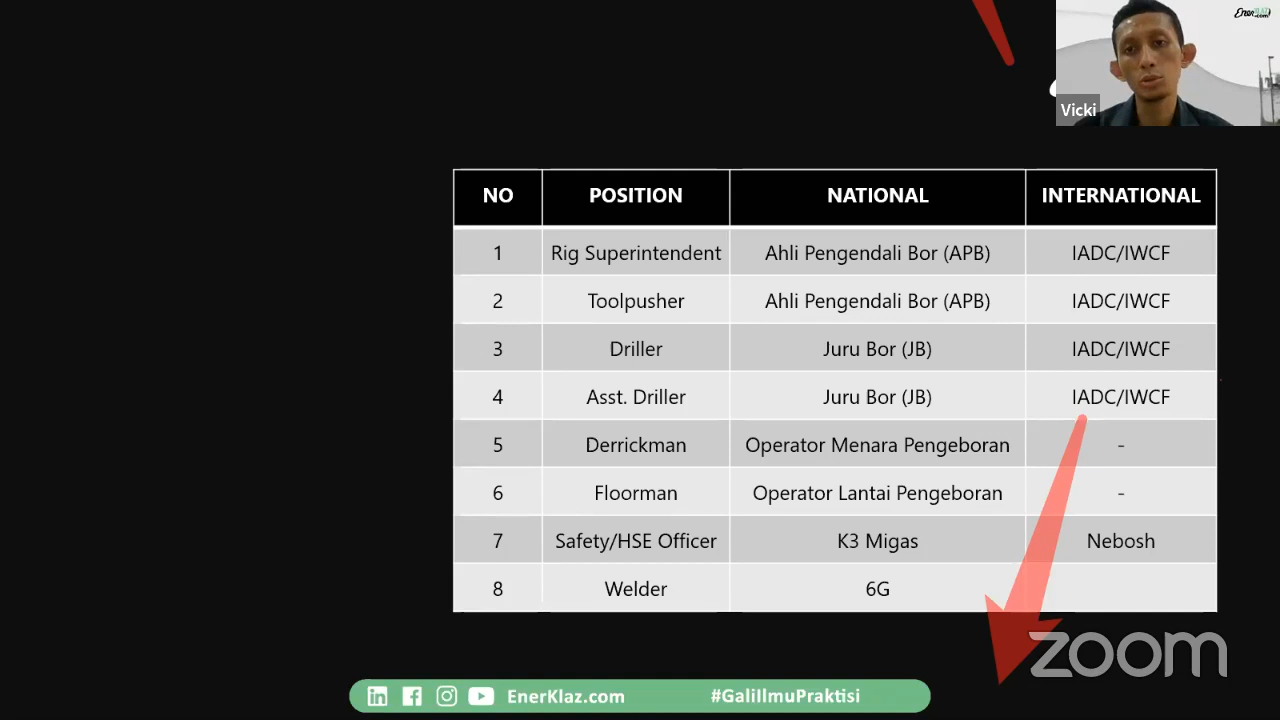 EnerKLAZ
.com
Vicki
NO POSITION NATIONAL INTERNATIONAL
1 Rig Superintendent Ahli Pengendali Bor (APB) IADC/IWCF
2 Toolpusher Ahli Pengendali Bor (APB) IADC/IWCF
3 Driller Juru Bor (JB) IADC/IWCF
4 Asst. Driller Juru Bor (JB) IADC/IWCF
5 Derrickman Operator Menara Pengeboran -
6 Floorman Operator Lantai Pengeboran -
7 Safety/HSE Officer K3 Migas Nebosh
8 Welder 6G
zoom
EnerKlaz.com #GaliIlmuPraktisi